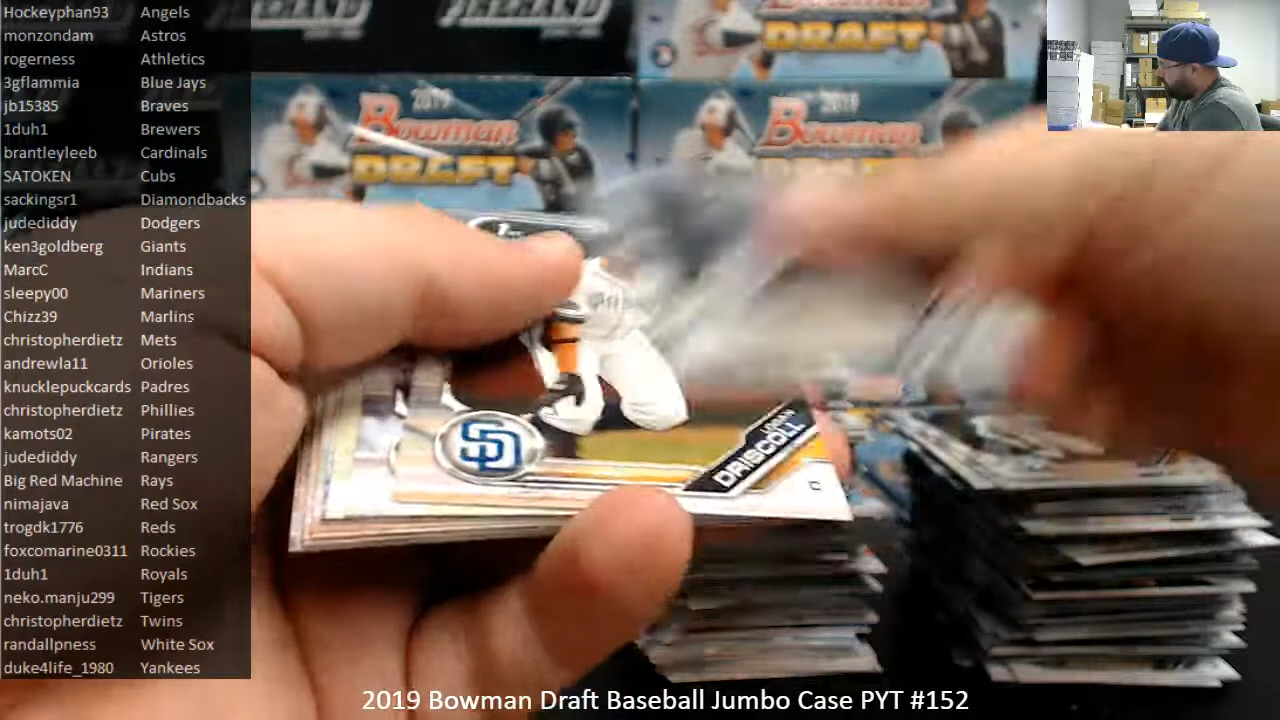 Hockeyphan93 Angels
monzondam Astros
rogerness Athletics
3gflammia Blue Jays
jb15385 Braves
1duh1 Brewers
brantleyleeb Cardinals
SATOKEN Cubs
sackingsr1 Diamondbacks
judediddy Dodgers
ken3goldberg Giants
MarcC Indians
sleepy00 Mariners
Chizz39 Marlins
christopherdietz Mets
andrewla11 Orioles
knucklepuckcards Padres
christopherdietz Phillies
kamots02 Pirates
judediddy Rangers
Big Red Machine Rays
nimajava Red Sox
trogdk1776 Reds
foxcomarine0311 Rockies
1duh1 Royals
neko.manju299 Tigers
christopherdietz Twins
randallpness White Sox
duke4life_1980 Yankees
DRAFT
2019
Bowman
DRAFT
2019
Bowman
SD
LOGAN
DRISCOLL
C
2019 Bowman Draft Baseball Jumbo Case PYT #152